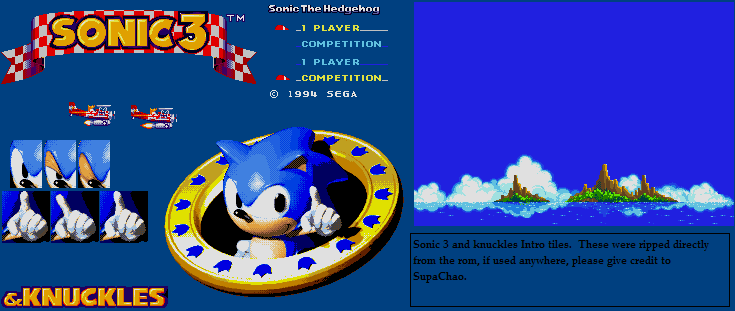 SONIC 3 TM
Sonic The Hedgehog
1 PLAYER
COMPETITION
1 PLAYER
COMPETITION
© 1994 SEGA
&KNUCKLES
Sonic 3 and knuckles Intro tiles. These were ripped directly
from the rom, if used anywhere, please give credit to
SupaChao.